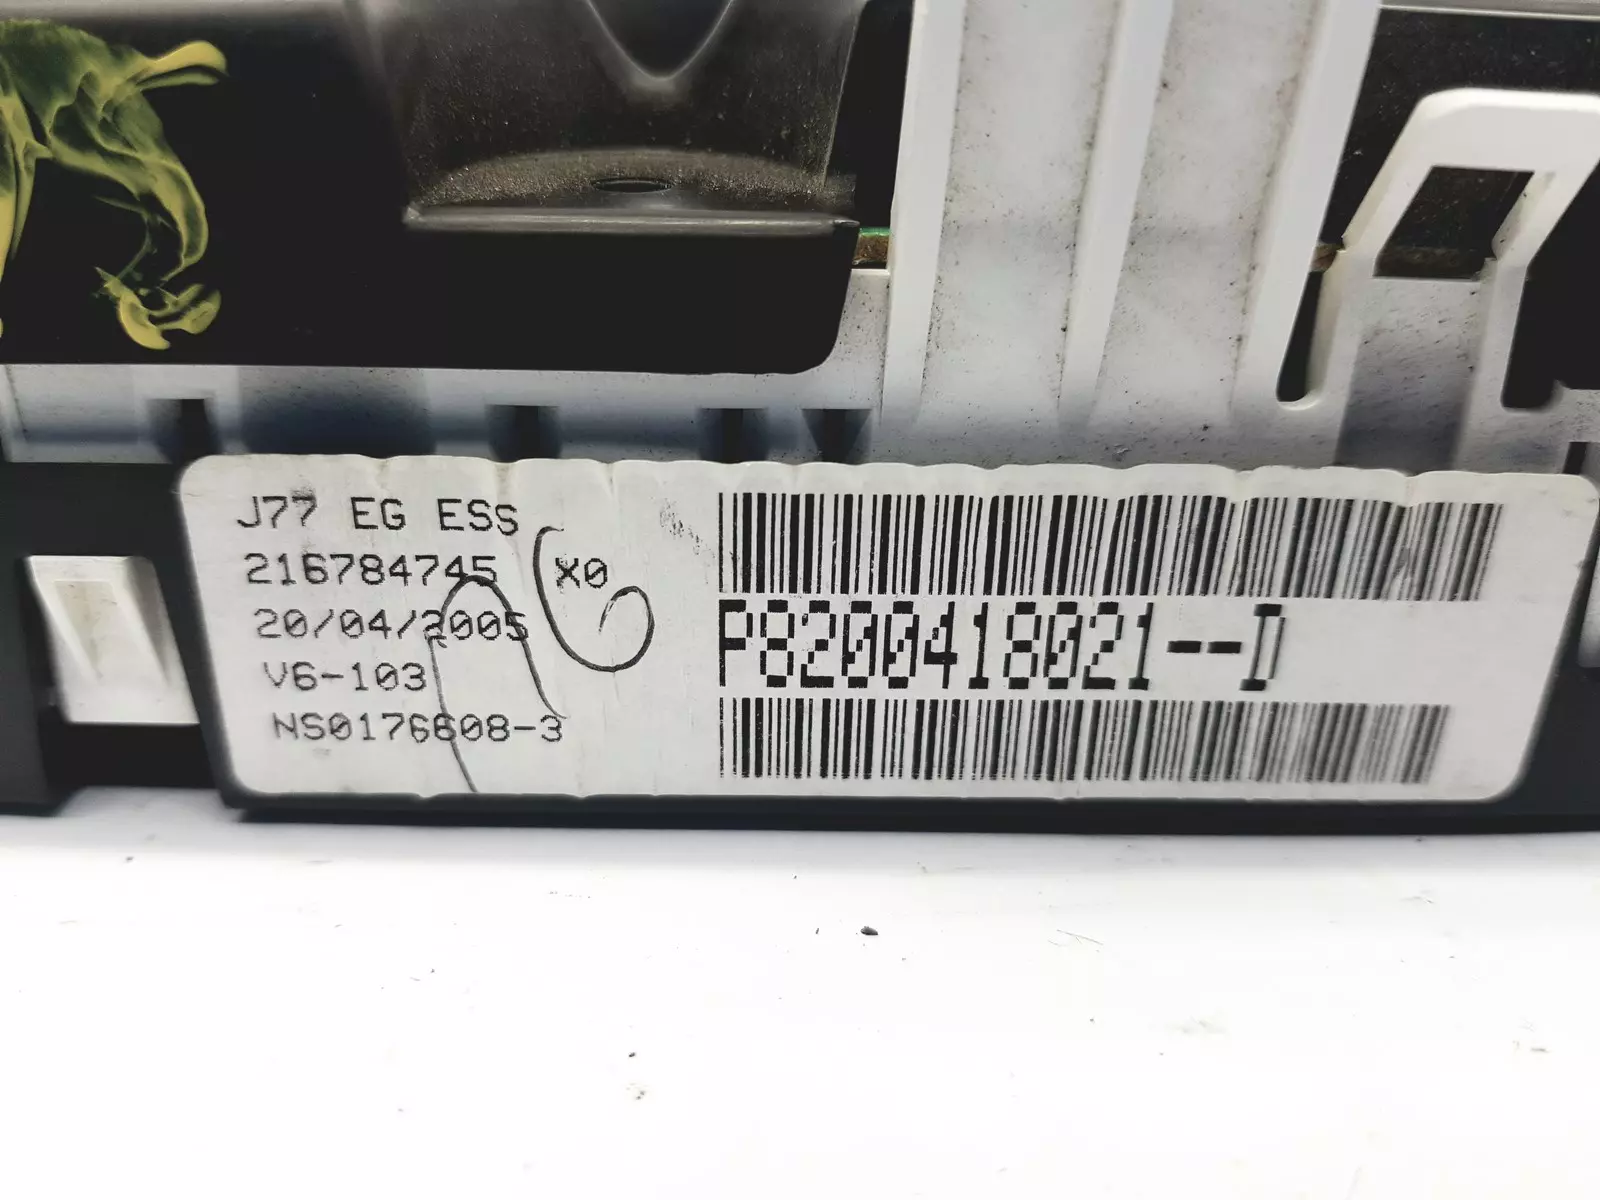 J77 EG ESS
216784745 X0
20/04/2005
V6-103
NS0176608-3
P8200418021--D